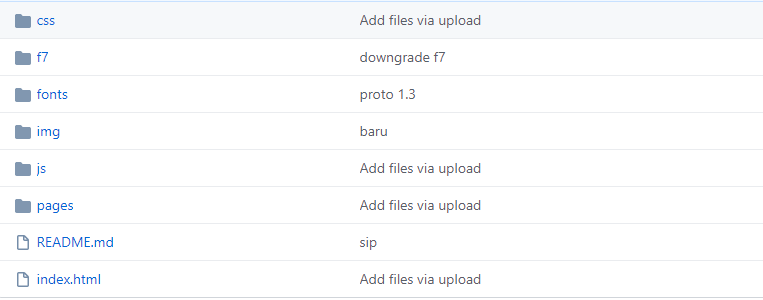 css Add files via upload
f7 downgrade f7
fonts proto 1.3
img baru
js Add files via upload
pages Add files via upload
README.md sip
index.html Add files via upload